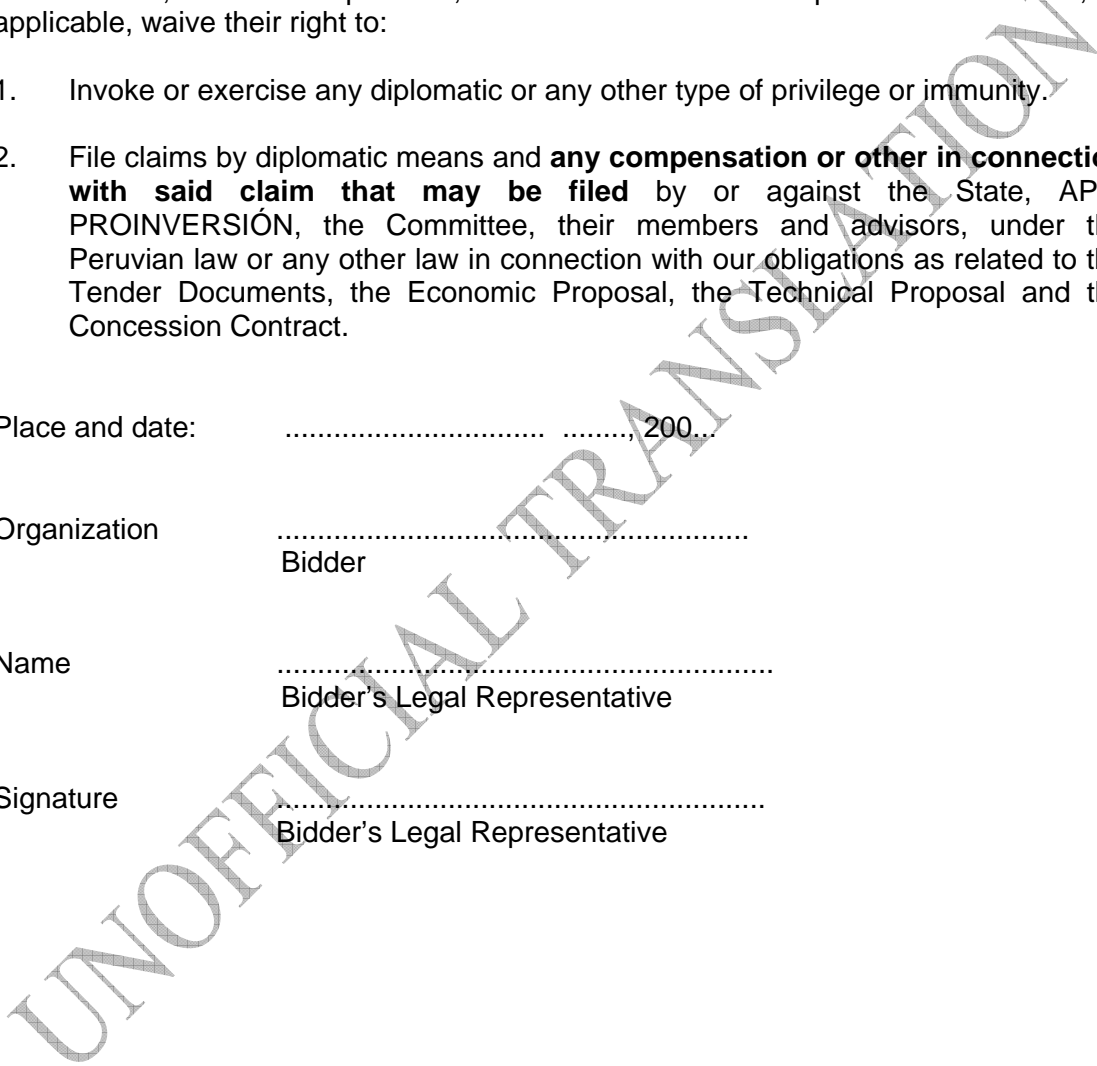 applicable, waive their right to:
1. Invoke or exercise any diplomatic or any other type of privilege or immunity.
2. File claims by diplomatic means and any compensation or other in connectio
with said claim that may be filed by or against the State, AP
PROINVERSIÓN, the Committee, their members and advisors, under th
Peruvian law or any other law in connection with our obligations as related to th
Tender Documents, the Economic Proposal, the Technical Proposal and th
Concession Contract.
Place and date: ................................ ........, 200...
Organization ..........................................................
Bidder
Name .............................................................
Bidder's Legal Representative
Signature ............................................................
Bidder's Legal Representative
UNOFFICIAL TRANSLATION